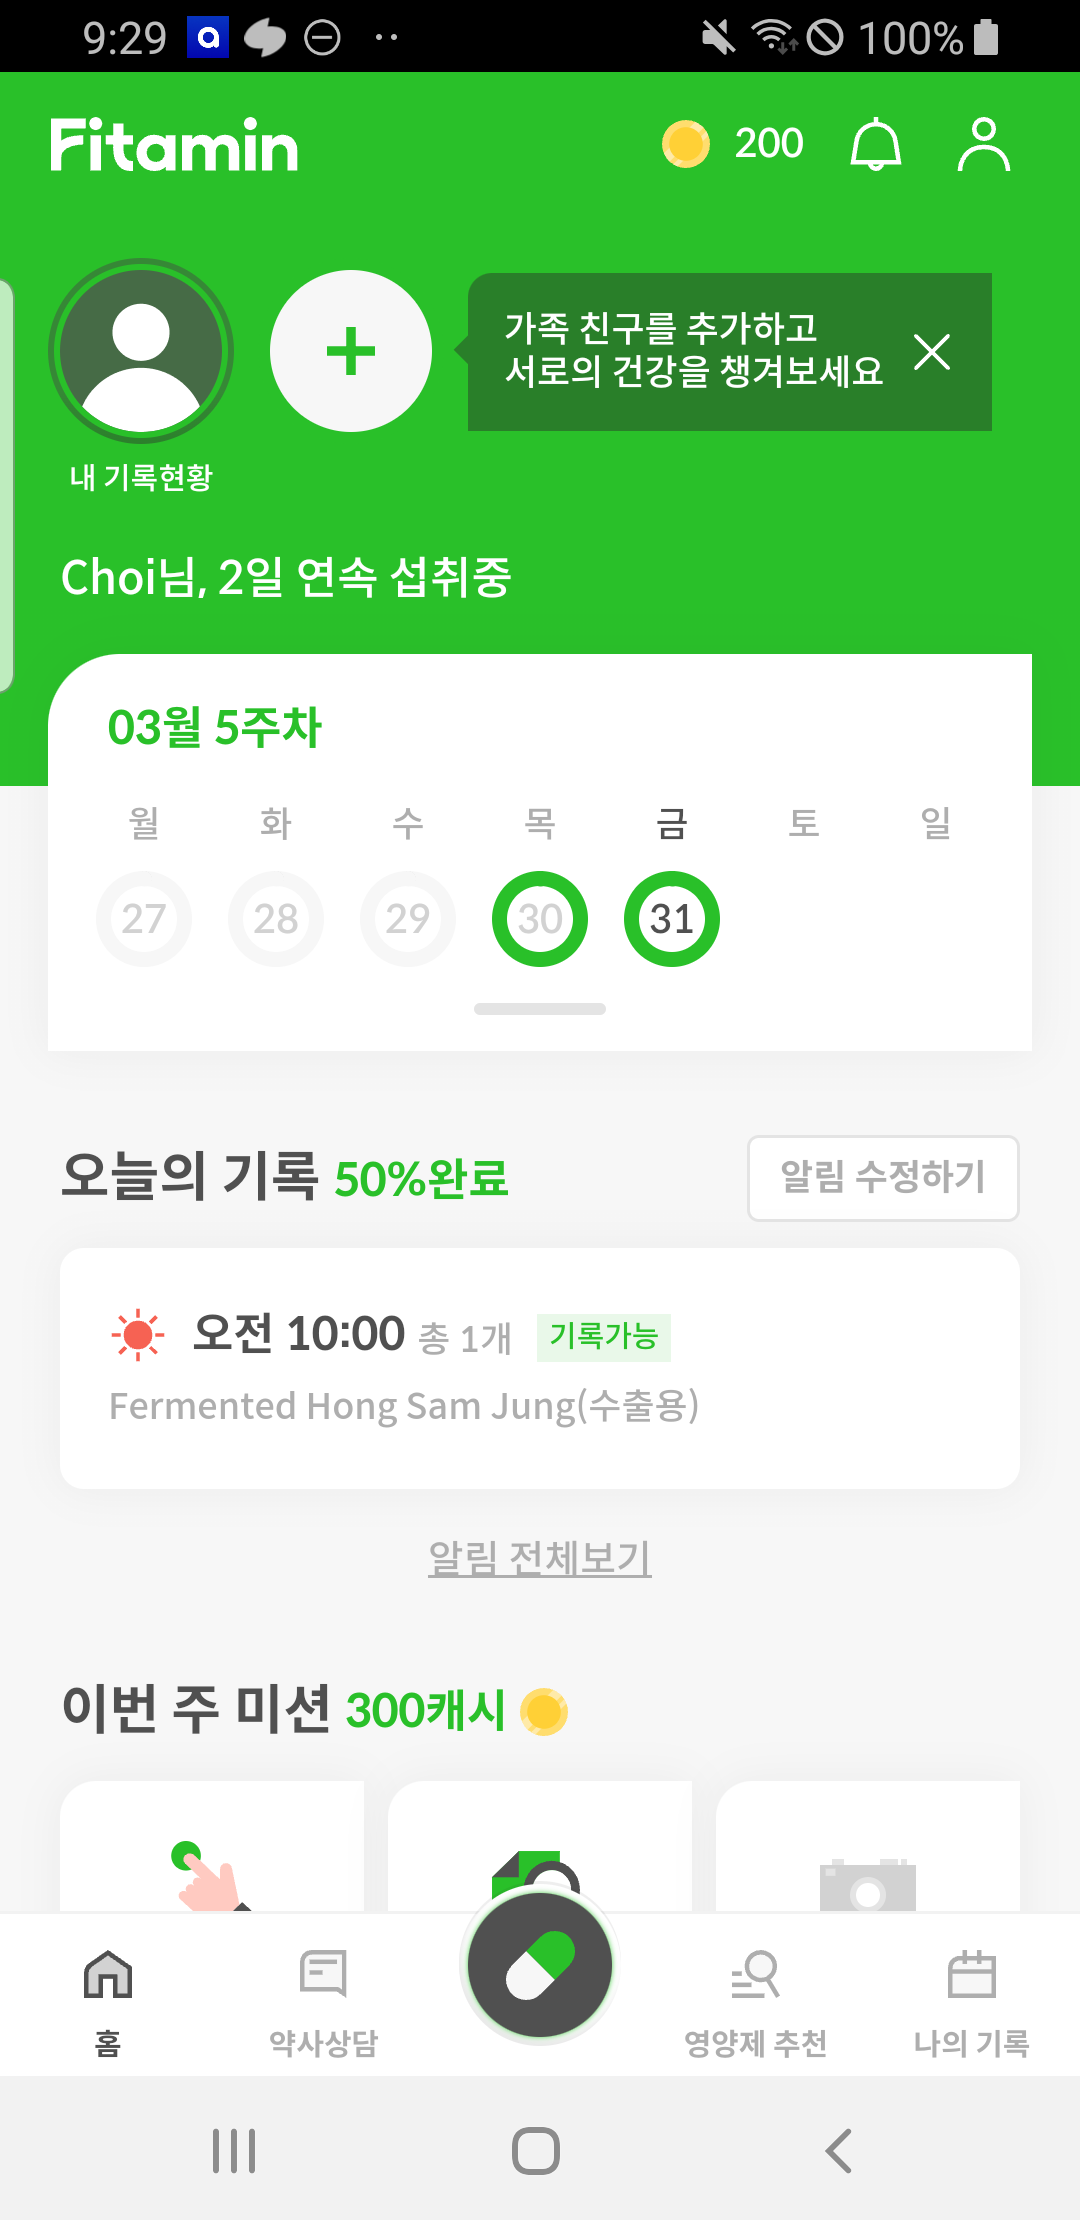 9:29
100%
Fitamin
200
가족 친구를 추가하고
서로의 건강을 챙겨보세요
내 기록현황
Choi님, 2일 연속 섭취중
03월 5주차
월 화 수 목 금 토 일
27 28 29 30 31
오늘의 기록 50%완료
알림 수정하기
오전 10:00 총 1개 기록가능
Fermented Hong Sam Jung(수출용)
알림 전체보기
이번 주 미션 300캐시
홈
약사상담
영양제 추천
나의 기록